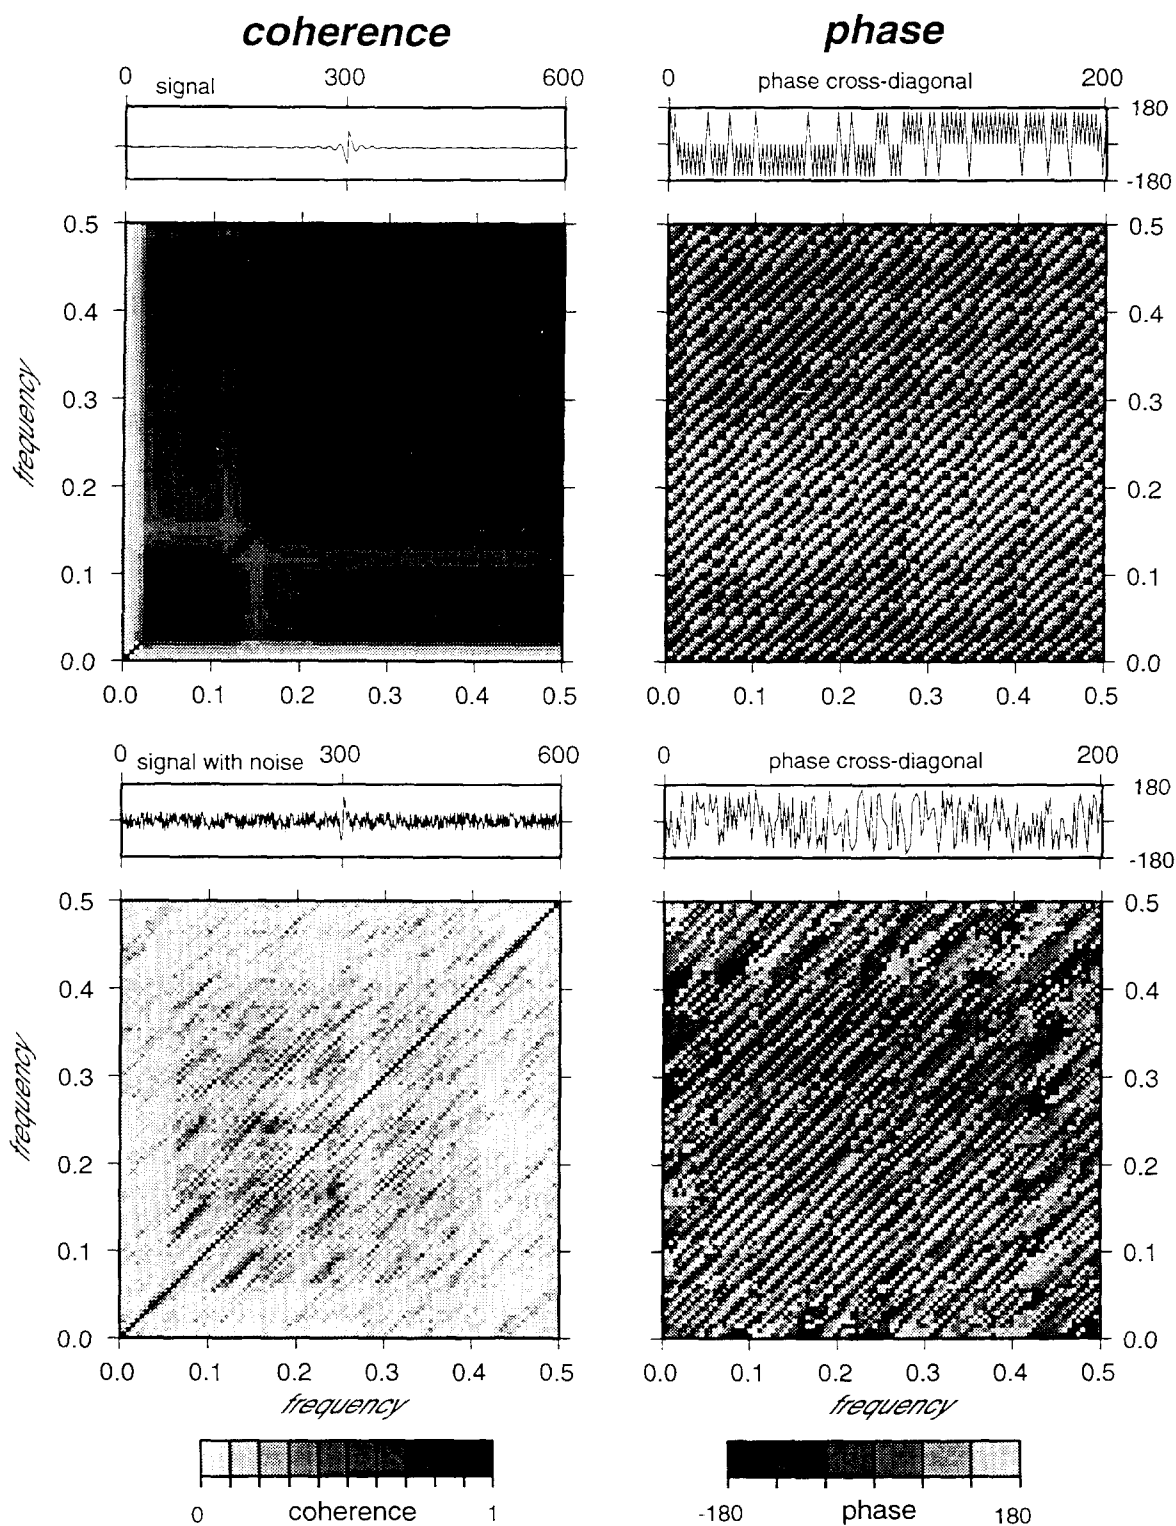 coherence phase
0 signal 300 600 0 phase cross-diagonal 200
180
-180
0.5 0.5
0.4 0.4
0.3 0.3
0.2 0.2
0.1 0.1
0.0 0.0
frequency
0.0 0.1 0.2 0.3 0.4 0.5 0.0 0.1 0.2 0.3 0.4 0.5
0 signal with noise 300 600 0 phase cross-diagonal 200
180
-180
0.5 0.5
0.4 0.4
0.3 0.3
0.2 0.2
0.1 0.1
0.0 0.0
frequency
0.0 0.1 0.2 0.3 0.4 0.5 0.0 0.1 0.2 0.3 0.4 0.5
frequency frequency
0 coherence 1 -180 phase 180